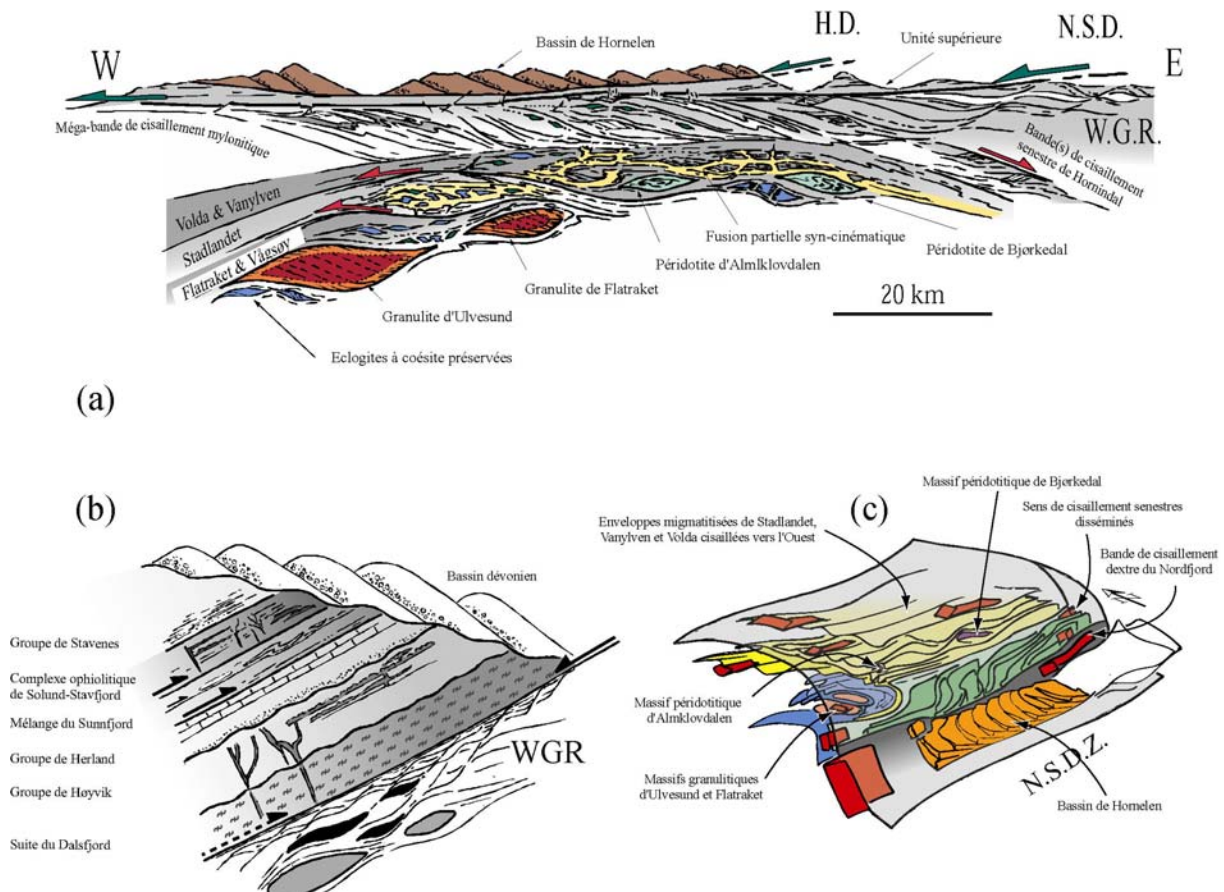 H.D.
N.S.D.
Bassin de Hornelen
Unité supérieure
W
E
Méga-bande de cisaillement mylonitique
W.G.R.
Bande(s) de cisaillement
senestre de Hornindal
Volda & Vanylven
Stadlandet
Flatraket & Vågsøy
Fusion partielle syn-cinématique
Péridotite de Bjørkedal
Péridotite d'Almlklovdalen
Granulite de Flatraket
20 km
Granulite d'Ulvesund
Eclogites à coésite préservées
(a)
(b)
Bassin dévonien
Groupe de Stavenes
Complexe ophiolitique
de Solund-Stavfjord
Mélange du Sunnfjord
Groupe de Herland
Groupe de Høyvik
Suite du Dalsfjord
WGR
(c)
Massif péridotitique de Bjørkedal
Enveloppes migmatitisées de Stadlandet,
Vanylven et Volda cisaillées vers l'Ouest
Sens de cisaillement senestres
disséminés
Bande de cisaillement
dextre du Nordfjord
Massif péridotitique
d'Almklovdalen
Massifs granulitiques
d'Ulvesund et Flatraket
N.S.D.Z.
Bassin de Hornelen